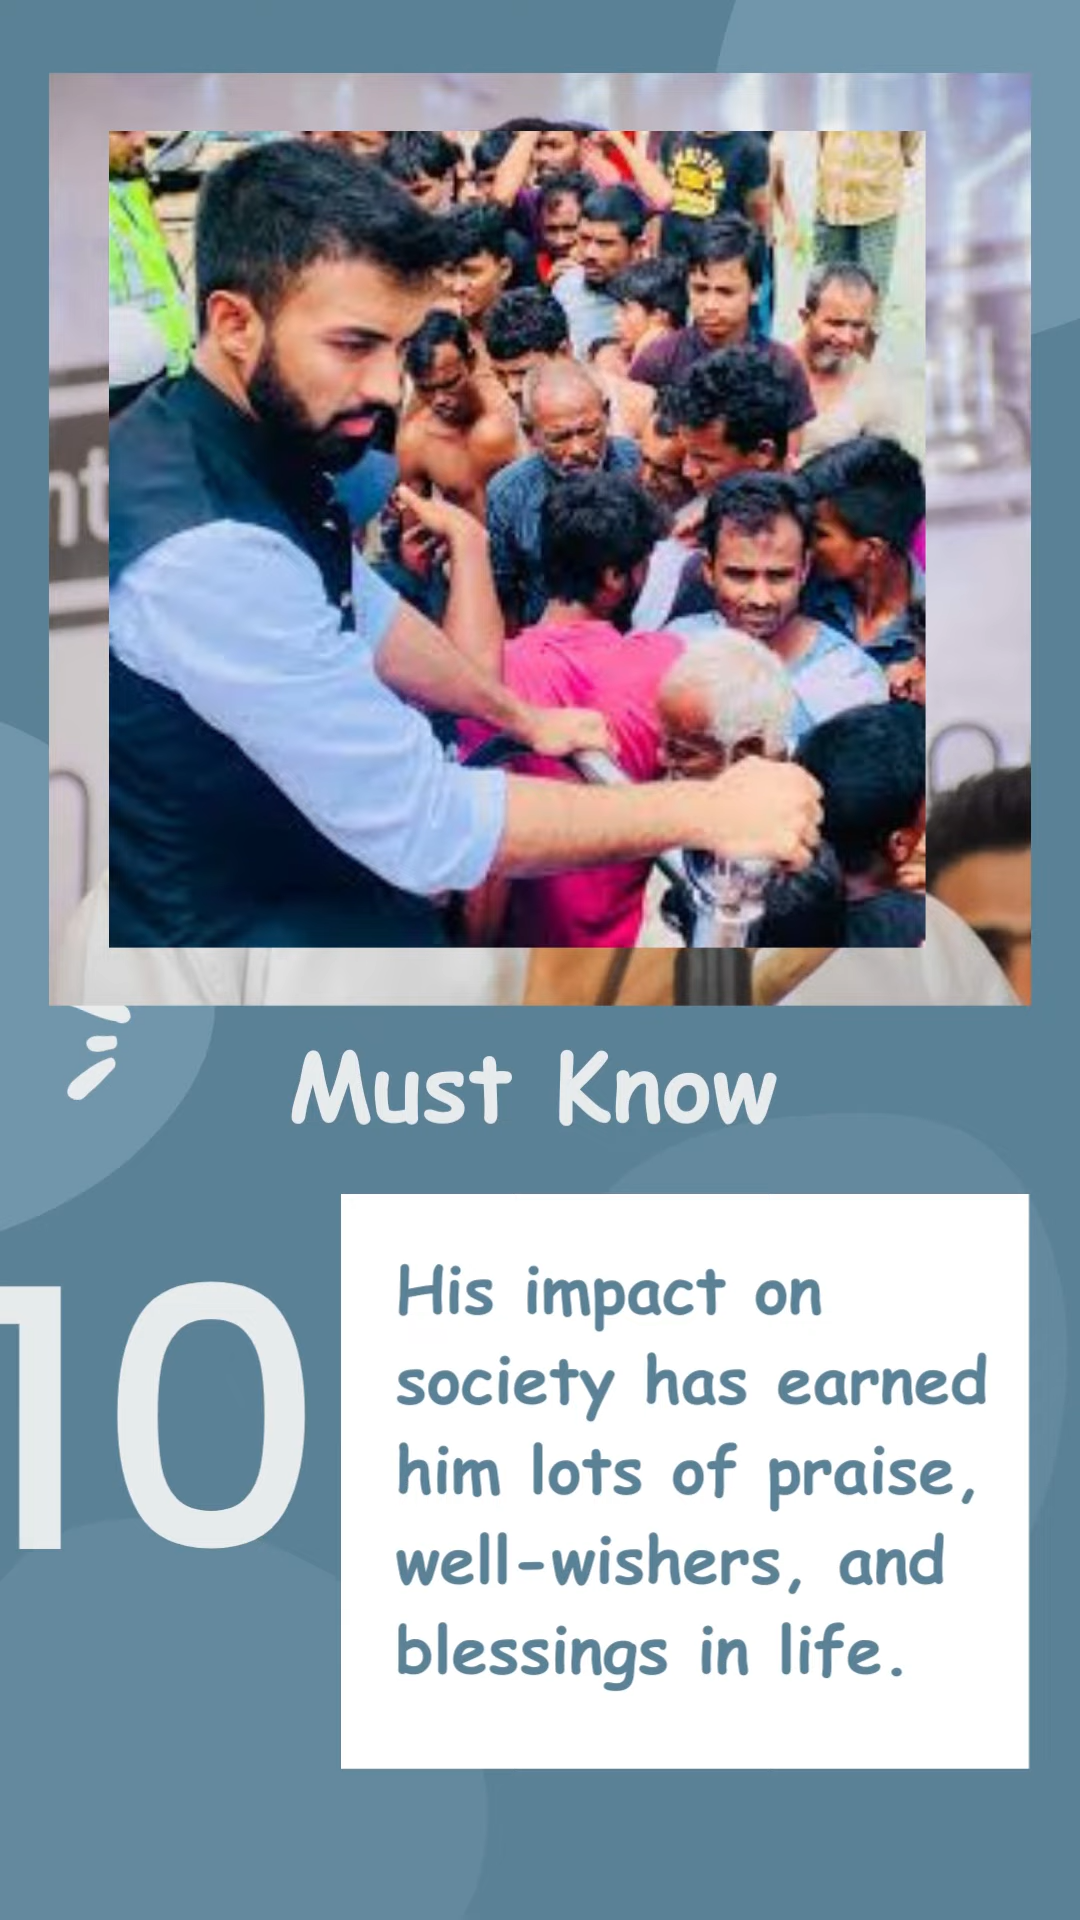 nt
Must Know
10
His impact on
society has earned
him lots of praise,
well-wishers, and
blessings in life.